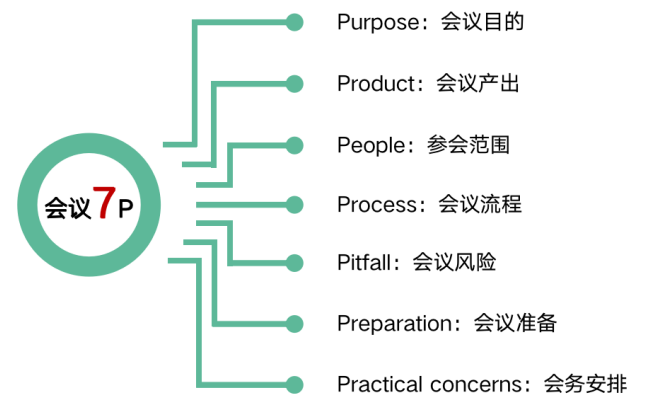 会议7P
Purpose：会议目的
Product：会议产出
People：参会范围
Process：会议流程
Pitfall：会议风险
Preparation：会议准备
Practical concerns：会务安排